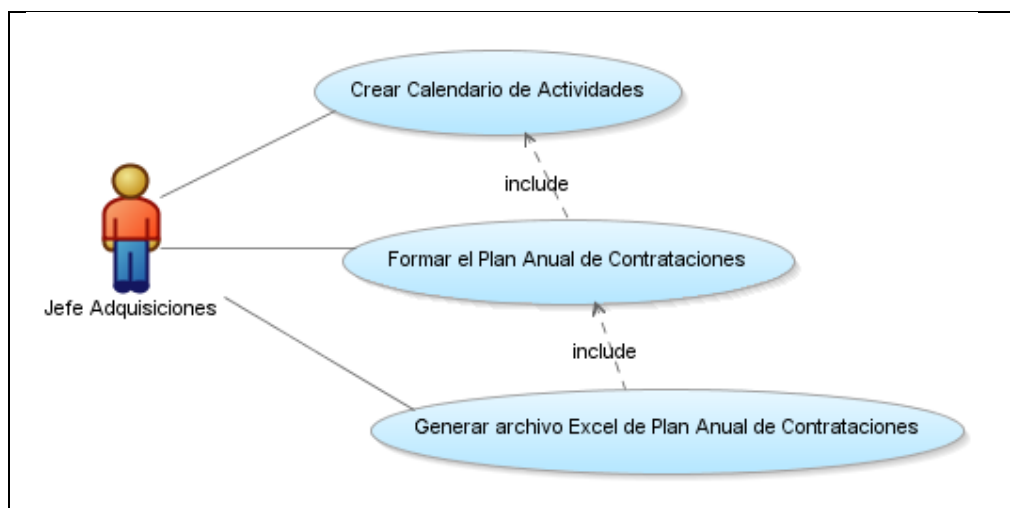 Crear Calendario de Actividades
include
Formar el Plan Anual de Contrataciones
Jefe Adquisiciones
include
Generar archivo Excel de Plan Anual de Contrataciones